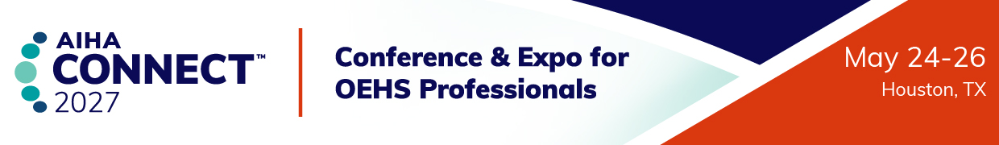 AIHA
CONNECT™
2027
Conference & Expo for
OEHS Professionals
May 24-26
Houston, TX